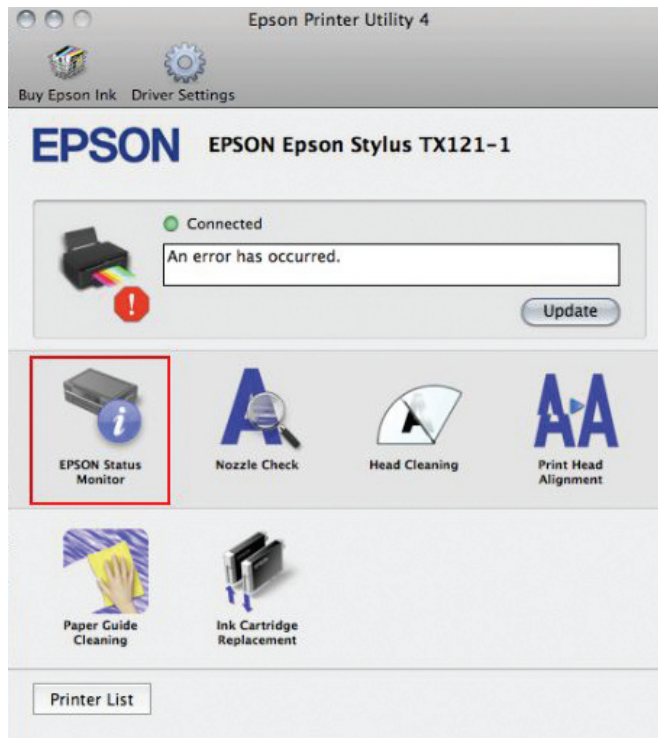 Epson Printer Utility 4
Buy Epson Ink Driver Settings
EPSON EPSON Epson Stylus TX121-1
Connected
An error has occurred.
Update
EPSON Status
Monitor
Nozzle Check
Head Cleaning
Print Head
Alignment
Paper Guide
Cleaning
Ink Cartridge
Replacement
Printer List